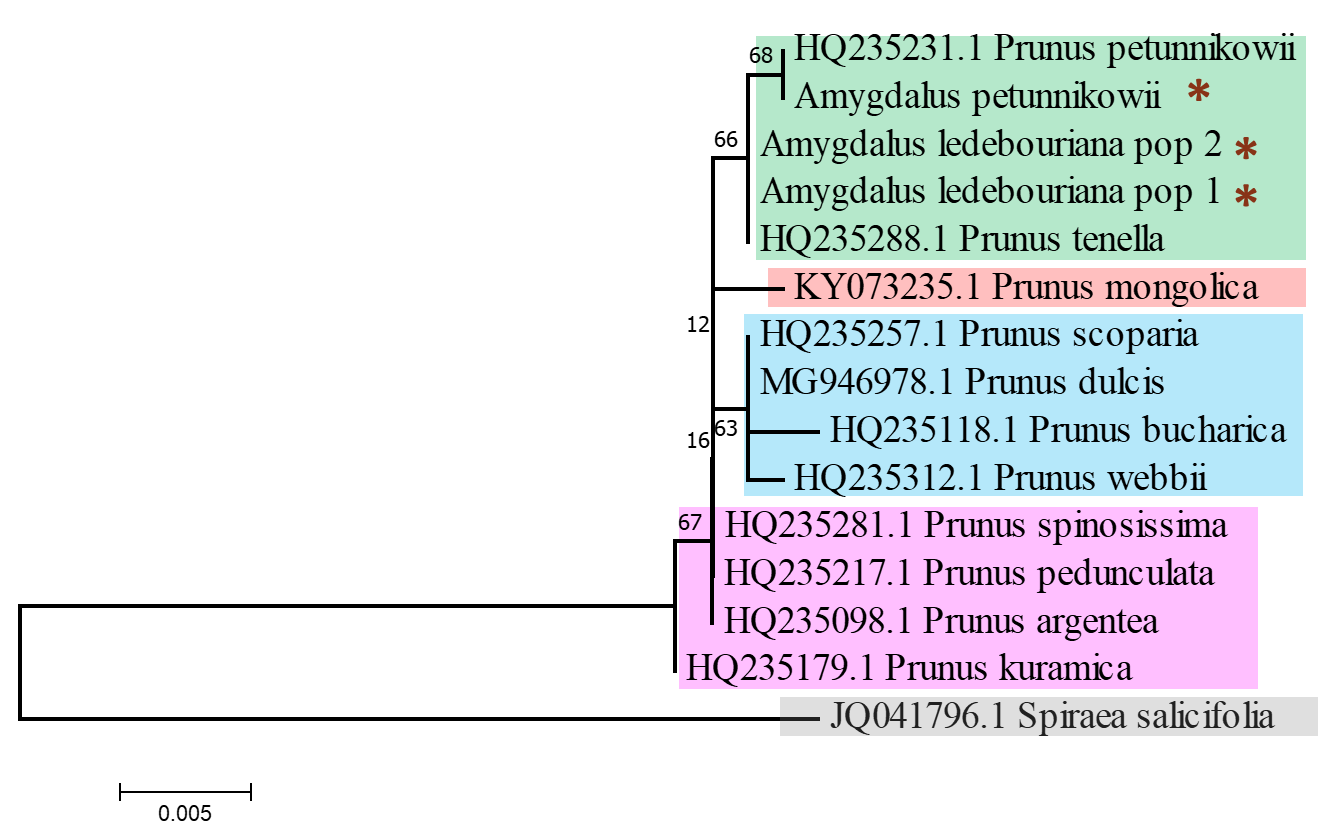 68
HQ235231.1 Prunus petunnikowii
Amygdalus petunnikowii *
66
Amygdalus ledebouriana pop 2 *
Amygdalus ledebouriana pop 1 *
HQ235288.1 Prunus tenella
KY073235.1 Prunus mongolica
12
HQ235257.1 Prunus scoparia
MG946978.1 Prunus dulcis
16 63 HQ235118.1 Prunus bucharica
HQ235312.1 Prunus webbii
67
HQ235281.1 Prunus spinosissima
HQ235217.1 Prunus pedunculata
HQ235098.1 Prunus argentea
HQ235179.1 Prunus kuramica
JQ041796.1 Spiraea salicifolia
0.005